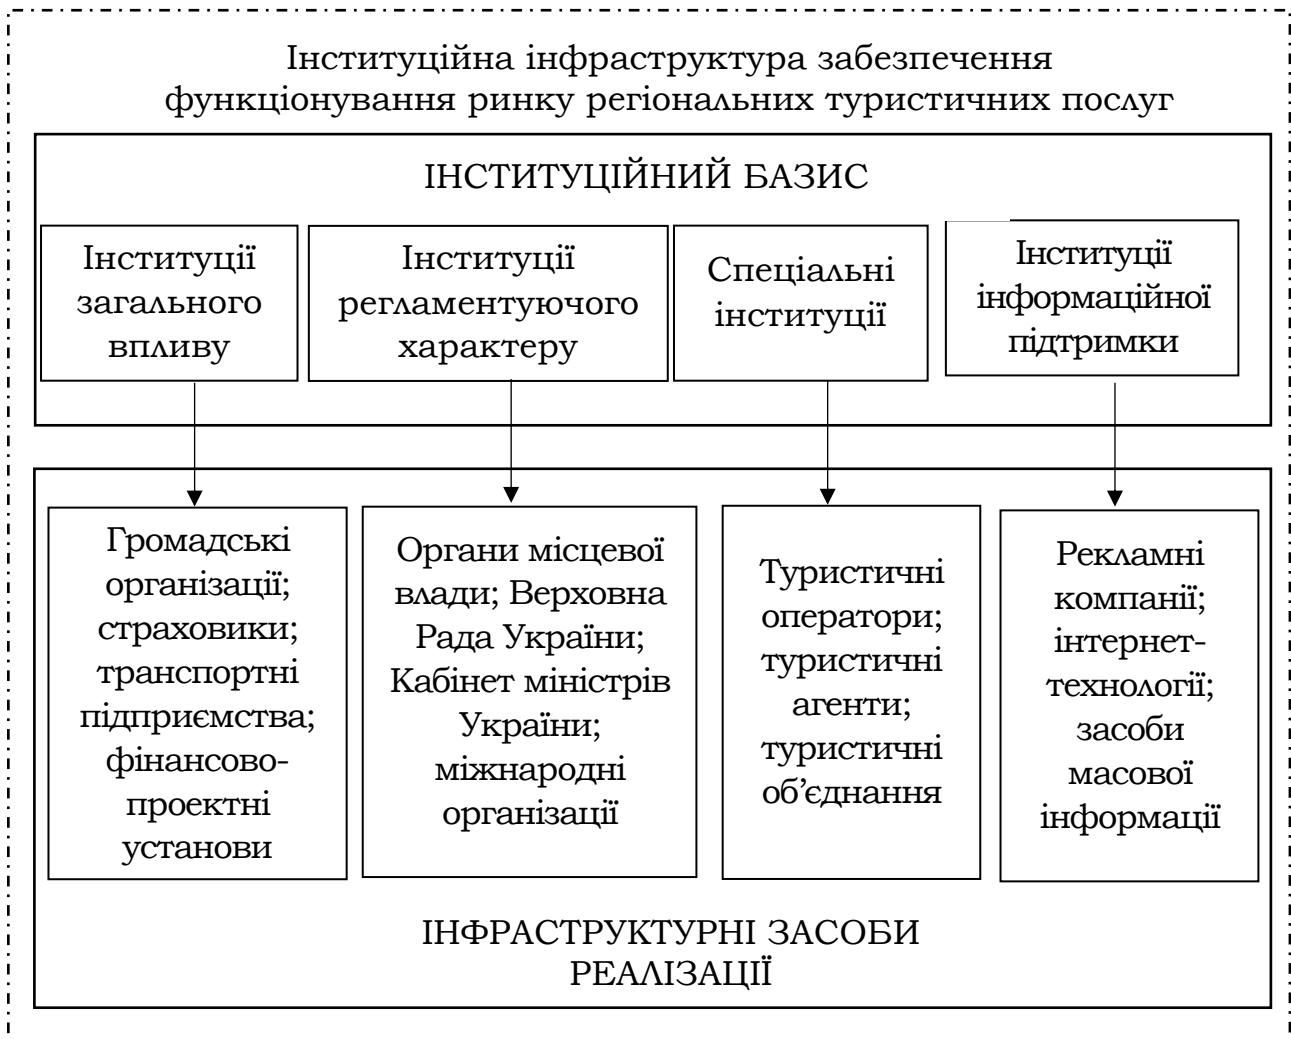 Інституційна інфраструктура забезпечення
функціонування ринку регіональних туристичних послуг
ІНСТИТУЦІЙНИЙ БАЗИС
Інституції
загального
впливу
Інституції
регламентуючого
характеру
Спеціальні
інституції
Інституції
інформаційної
підтримки
Громадські
організації;
страховики;
транспортні
підприємства;
фінансово-
проектні
установи
Органи місцевої
влади; Верховна
Рада України;
Кабінет міністрів
України;
міжнародні
організації
Туристичні
оператори;
туристичні
агенти;
туристичні
об’єднання
Рекламні
компанії;
інтернет-
технології;
засоби
масової
інформації
ІНФРАСТРУКТУРНІ ЗАСОБИ
РЕАЛІЗАЦІЇ